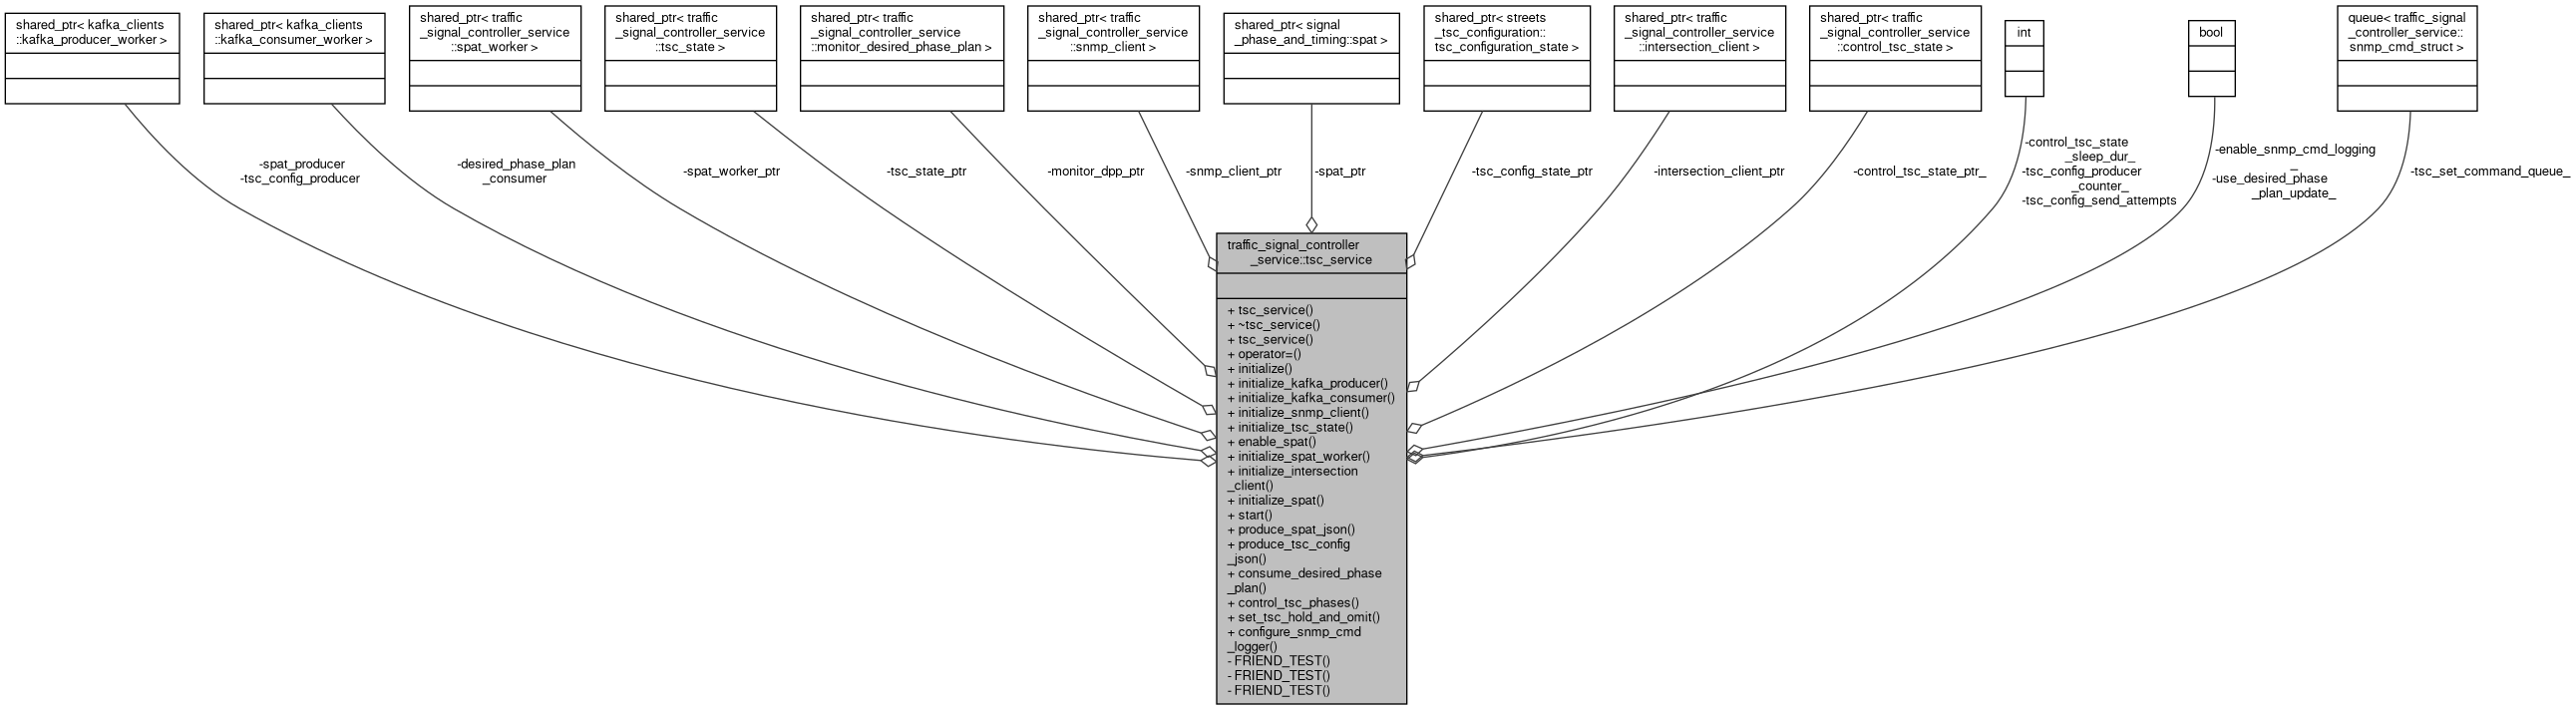 shared_ptr< kafka_clients
::kafka_producer_worker >
shared_ptr< kafka_clients
::kafka_consumer_worker >
shared_ptr< traffic
_signal_controller_service
::spat_worker >
shared_ptr< traffic
_signal_controller_service
::tsc_state >
shared_ptr< traffic
_signal_controller_service
::monitor_desired_phase_plan >
shared_ptr< traffic
_signal_controller_service
::snmp_client >
shared_ptr< signal
_phase_and_timing::spat >
shared_ptr< streets
_tsc_configuration::
tsc_configuration_state >
shared_ptr< traffic
_signal_controller_service
::intersection_client >
shared_ptr< traffic
_signal_controller_service
::control_tsc_state >
int
bool
queue< traffic_signal
_controller_service::
snmp_cmd_struct >
-spat_producer
-tsc_config_producer
-desired_phase_plan
_consumer
-spat_worker_ptr
-tsc_state_ptr
-monitor_dpp_ptr
-snmp_client_ptr
-spat_ptr
-tsc_config_state_ptr
-intersection_client_ptr
-control_tsc_state_ptr_
-control_tsc_state
_sleep_dur_
-tsc_config_producer
_counter_
-tsc_config_send_attempts
-enable_snmp_cmd_logging
_
-use_desired_phase
_plan_update_
-tsc_set_command_queue_
traffic_signal_controller
_service::tsc_service
+ tsc_service()
+ ~tsc_service()
+ tsc_service()
+ operator=()
+ initialize()
+ initialize_kafka_producer()
+ initialize_kafka_consumer()
+ initialize_snmp_client()
+ initialize_tsc_state()
+ enable_spat()
+ initialize_spat_worker()
+ initialize_intersection
_client()
+ initialize_spat()
+ start()
+ produce_spat_json()
+ produce_tsc_config
_json()
+ consume_desired_phase
_plan()
+ control_tsc_phases()
+ set_tsc_hold_and_omit()
+ configure_snmp_cmd
_logger()
- FRIEND_TEST()
- FRIEND_TEST()
- FRIEND_TEST()